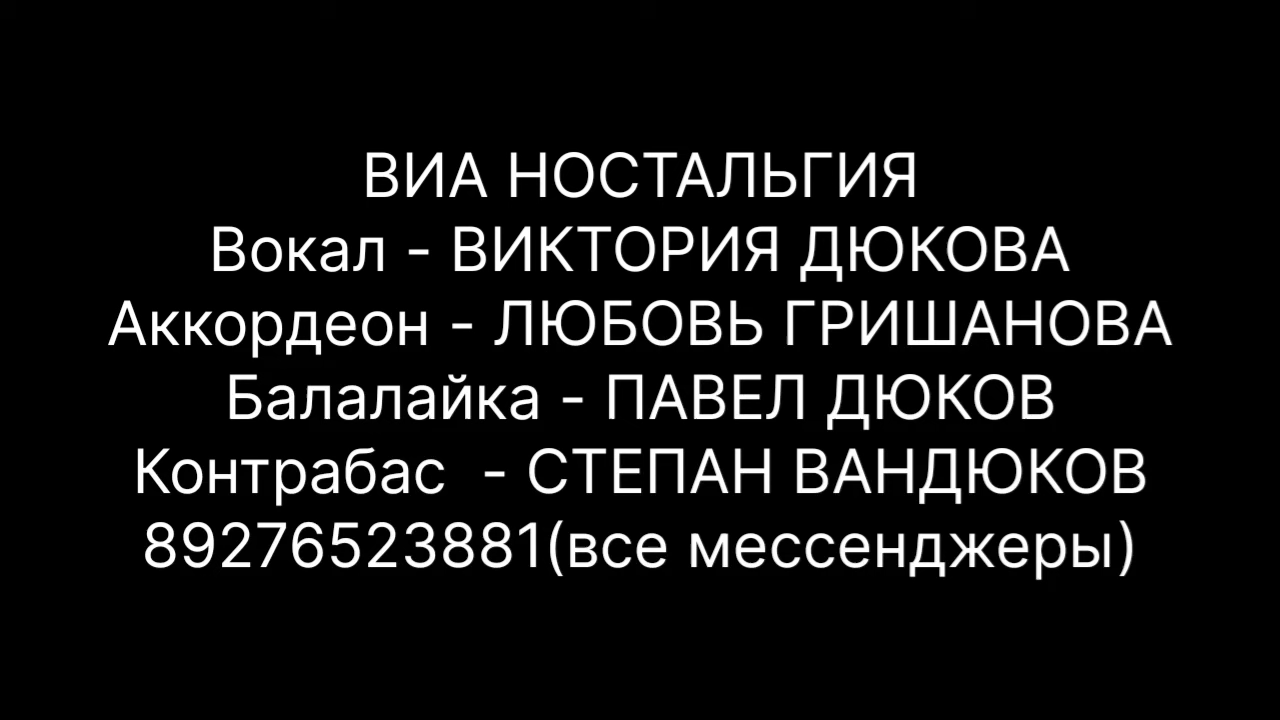 ВИА НОСТАЛЬГИЯ
Вокал - ВИКТОРИЯ ДЮКОВА
Аккордеон - ЛЮБОВЬ ГРИШАНОВА
Балалайка - ПАВЕЛ ДЮКОВ
Контрабас  - СТЕПАН ВАНДЮКОВ
89276523881(все мессенджеры)